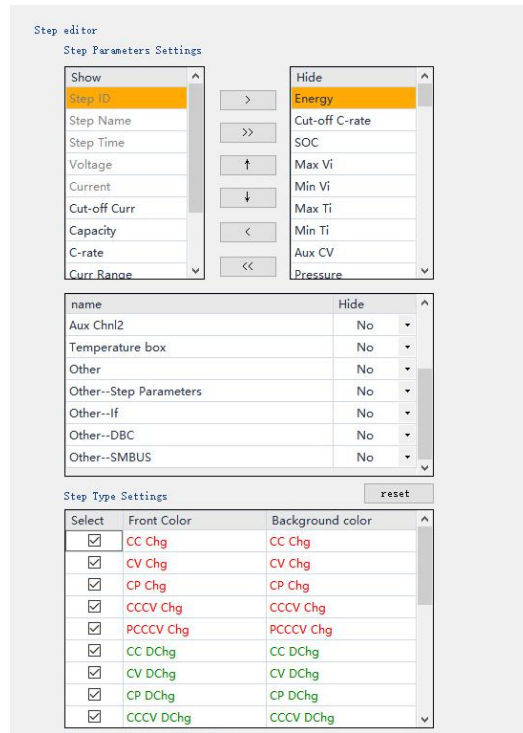 Step editor
Step Parameters Settings
Show
Step ID
Step Name
Step Time
Voltage
Current
Cut-off Curr
Capacity
C-rate
Curr Range
>
>>
↑
↓
<
<<
Hide
Energy
Cut-off C-rate
SOC
Max Vi
Min Vi
Max Ti
Min Ti
Aux CV
Pressure
name Hide
Aux Chnl2 No
Temperature box No
Other No
Other--Step Parameters No
Other--If No
Other--DBC No
Other--SMBUS No
Step Type Settings reset
Select Front Color Background color
CC Chg CC Chg
CV Chg CV Chg
CP Chg CP Chg
CCCV Chg CCCV Chg
PCCCV Chg PCCCV Chg
CC DChg CC DChg
CV DChg CV DChg
CP DChg CP DChg
CCCV DChg CCCV DChg